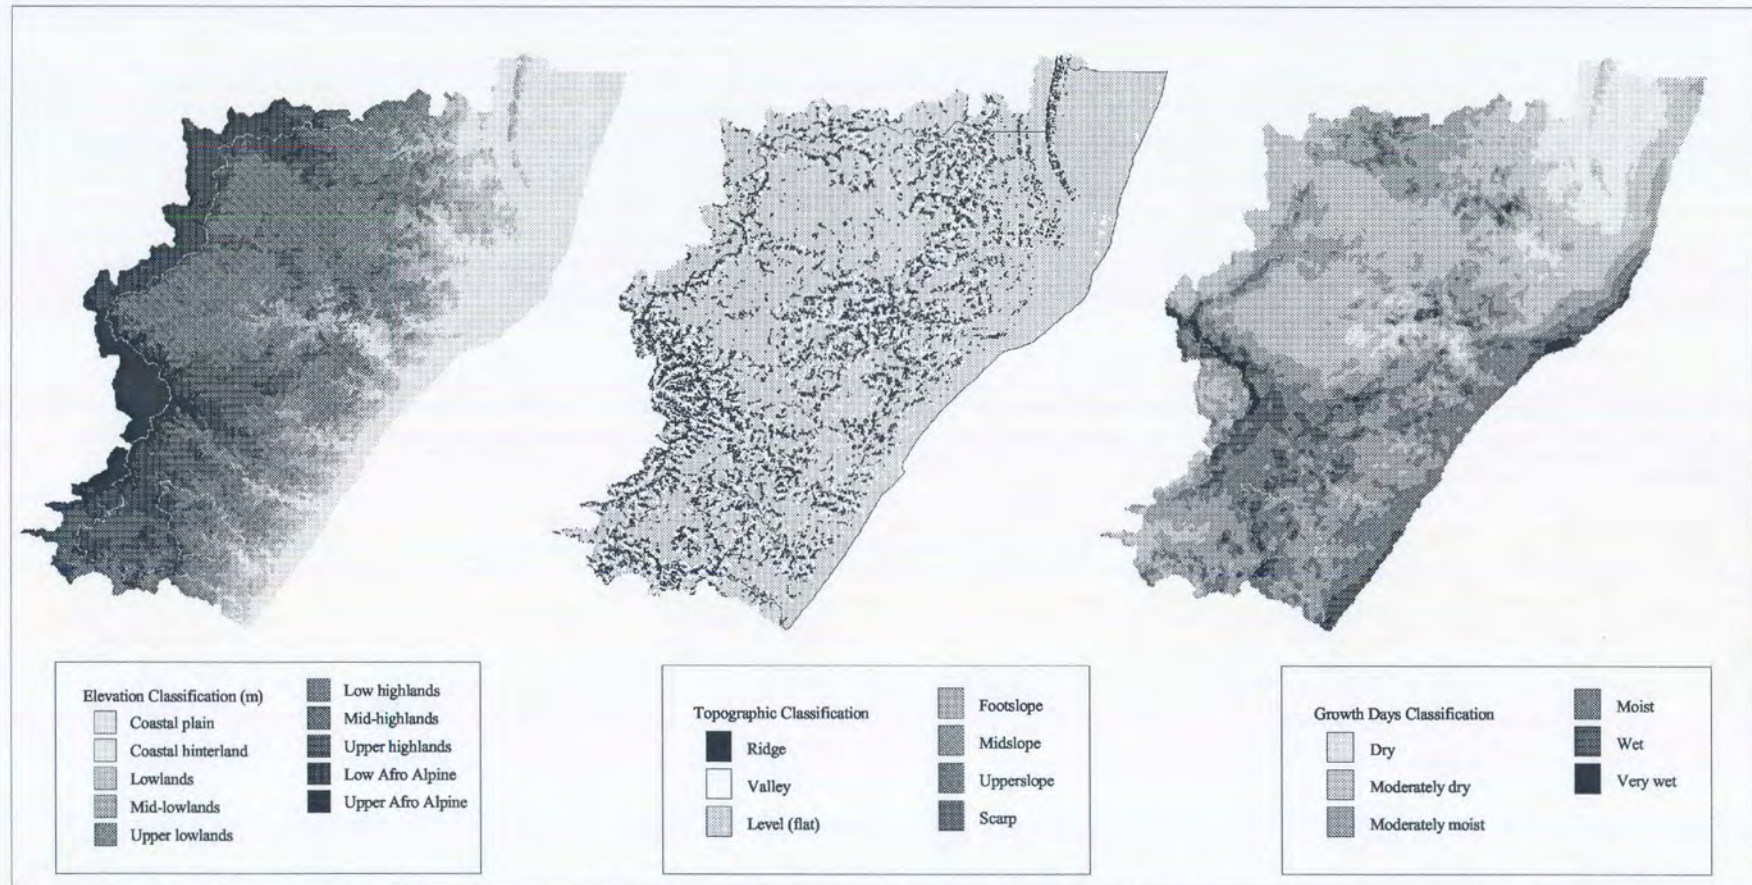 Elevation Classification (m)
Coastal plain
Coastal hinterland
Lowlands
Mid-lowlands
Upper lowlands
Low highlands
Mid-highlands
Upper highlands
Low Afro Alpine
Upper Afro Alpine
Topographic Classification
Ridge
Valley
Level (flat)
Footslope
Midslope
Upperslope
Scarp
Growth Days Classification
Dry
Moderately dry
Moderately moist
Moist
Wet
Very wet